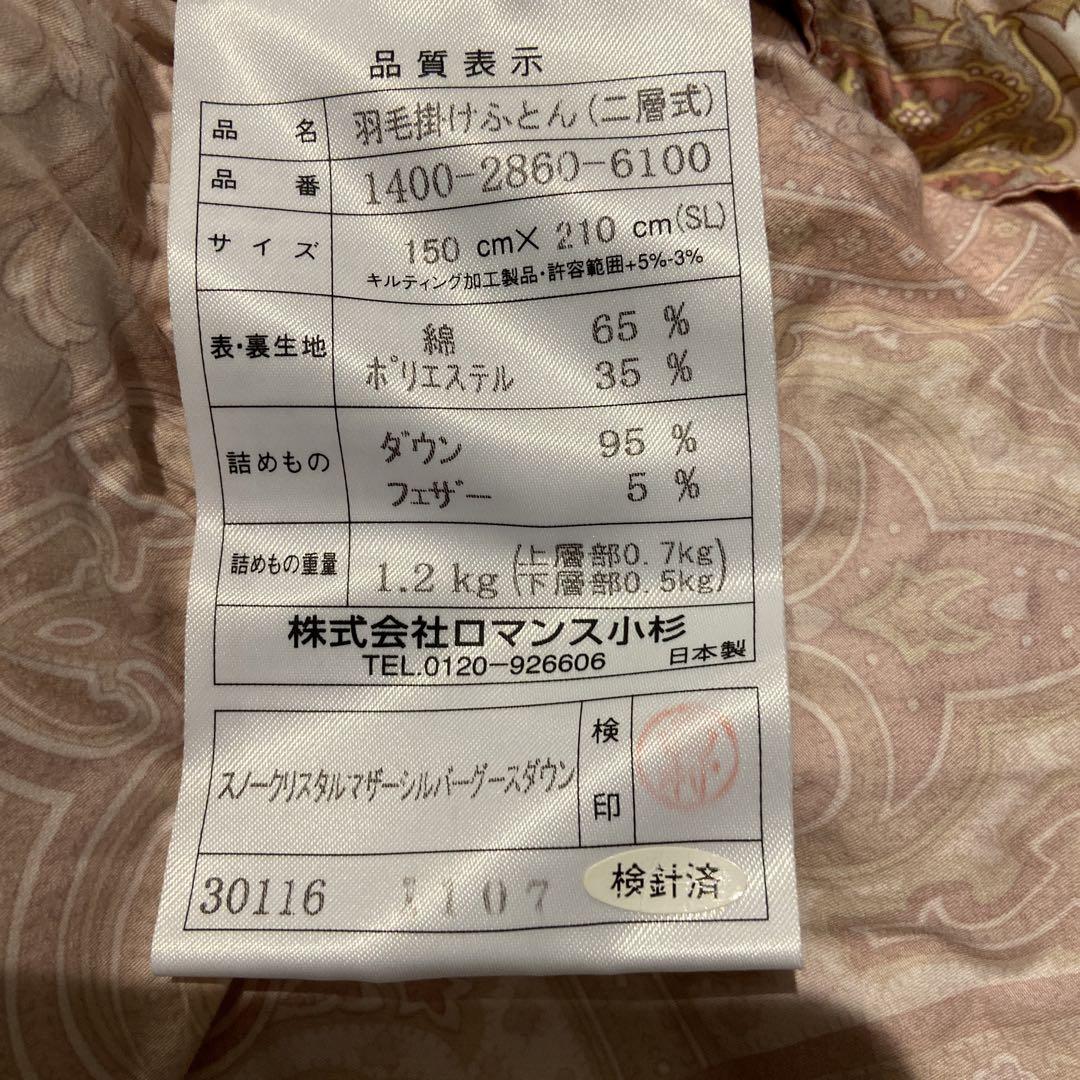 品質表示
品名 羽毛掛けふとん(二層式)
品番 1400-2860-6100
サイズ 150 cm× 210 cm(SL)
キルティング加工製品・許容範囲+5%-3%
表・裏生地 綿 65 %
ポリエステル 35 %
詰めもの ダウン 95 %
フェザー 5 %
詰めもの重量 1.2 kg (上層部0.7kg
下層部0.5kg)
株式会社ロマンス小杉
TEL.0120-926606 日本製
スノークリスタルマザーシルバーグースダウン 検印
30116 107 検針済